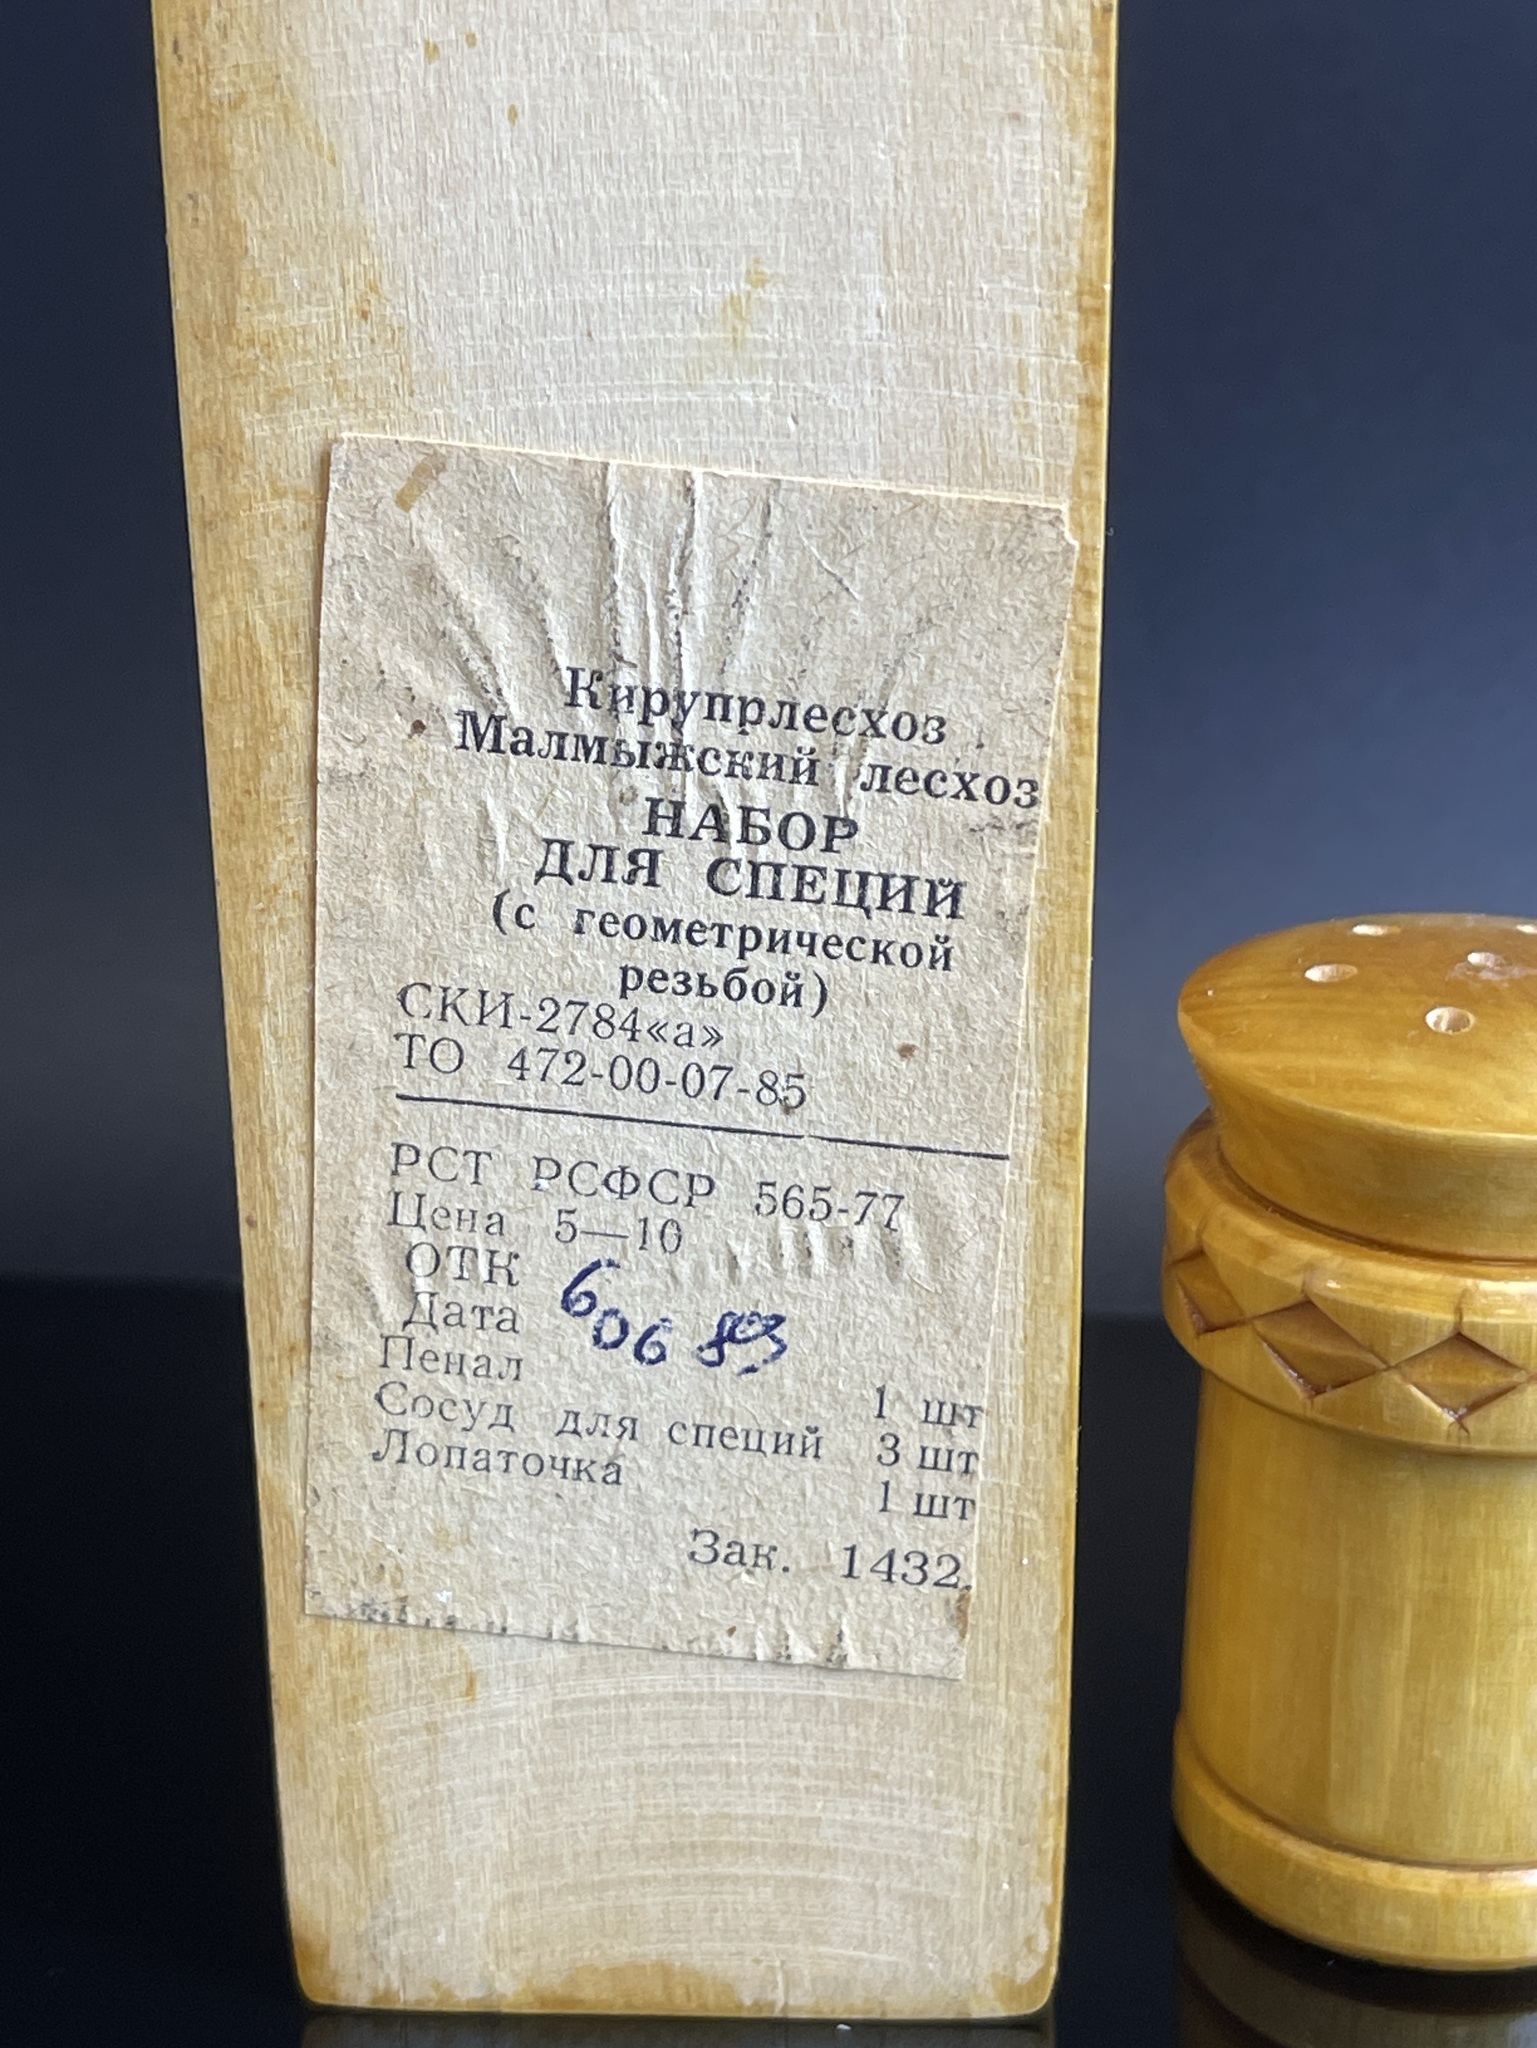 Кирупрлесхоз
Малмыжский лесхоз
НАБОР
ДЛЯ СПЕЦИЙ
(с геометрической
резьбой)
СКИ-2784«а»
ТО 472-00-07-85
РСТ РСФСР 565-77
Цена 5—10
ОТК 6
Дата 06
Пенал 1 шт
Сосуд для специй 3 шт
Лопаточка 1 шт
Зак. 1432.